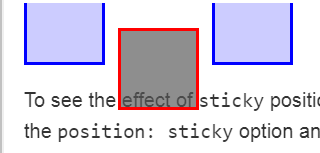 To see the effect of sticky positio
the position: sticky option an